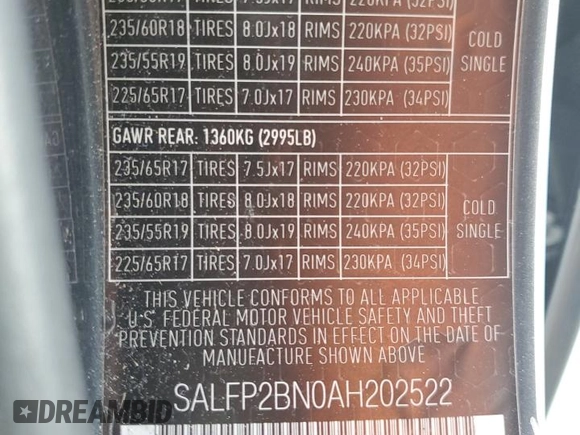 235/60R18 TIRES 8.0Jx18 RIMS 220KPA (32PSI)
235/55R19 TIRES 8.0Jx19 RIMS 240KPA (35PSI)
225/65R17 TIRES 7.0Jx17 RIMS 230KPA (34PSI)
COLD
SINGLE
GAWR REAR: 1360KG (2995LB)
235/65R17 TIRES 7.5Jx17 RIMS 220KPA (32PSI)
235/60R18 TIRES 8.0Jx18 RIMS 220KPA (32PSI)
235/55R19 TIRES 8.0Jx19 RIMS 240KPA (35PSI)
225/65R17 TIRES 7.0Jx17 RIMS 230KPA (34PSI)
COLD
SINGLE
THIS VEHICLE CONFORMS TO ALL APPLICABLE
U.S. FEDERAL MOTOR VEHICLE SAFETY AND THEFT
PREVENTION STANDARDS IN EFFECT ON THE DATE OF
MANUFACTURE SHOWN ABOVE
SALFP2BN0AH202522
DEALERBID.COM